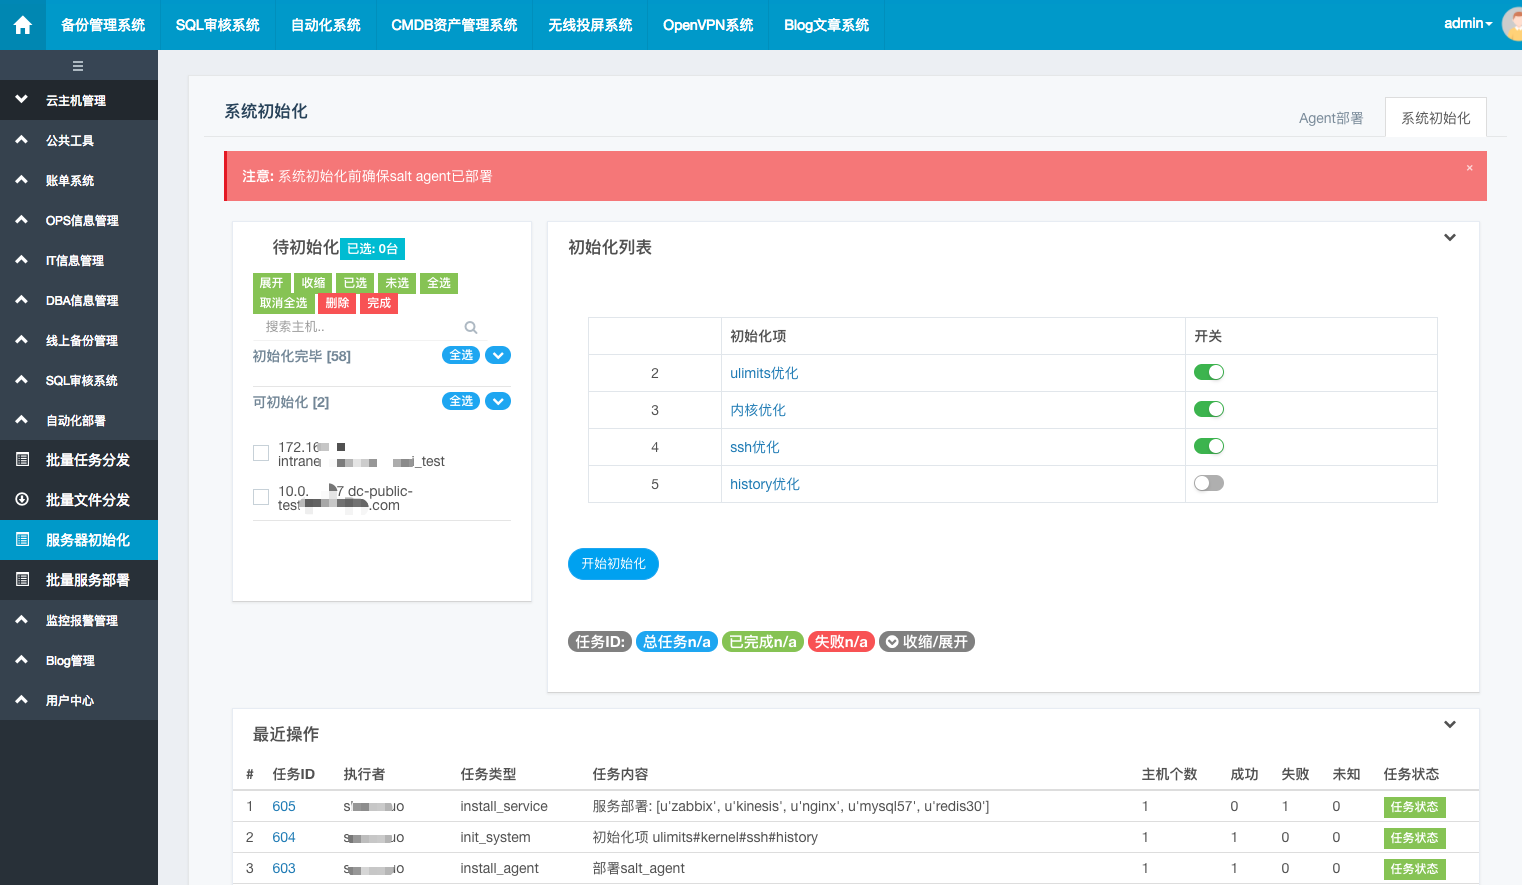 备份管理系统 SQL审核系统 自动化系统 CMDB资产管理系统 无线投屏系统 OpenVPN系统 Blog文章系统 admin
云主机管理
公共工具
账单系统
OPS信息管理
IT信息管理
DBA信息管理
线上备份管理
SQL审核系统
自动化部署
批量任务分发
批量文件分发
服务器初始化
批量服务部署
监控报警管理
Blog管理
用户中心
系统初始化
Agent部署 系统初始化
注意: 系统初始化前确保salt agent已部署 ×
待初始化 已选: 0台
展开 收缩 已选 未选 全选
取消全选 删除 完成
搜索主机..
初始化完毕 [58] 全选
可初始化 [2] 全选
172.16
intrane i_test
10.0. 7 dc-public-
test .com
初始化列表
初始化项 开关
2 ulimits优化
3 内核优化
4 ssh优化
5 history优化
开始初始化
任务ID: 总任务n/a 已完成n/a 失败n/a 收缩/展开
最近操作
# 任务ID 执行者 任务类型 任务内容 主机个数 成功 失败 未知 任务状态
1 605 s uo install_service 服务部署: [u'zabbix', u'kinesis', u'nginx', u'mysql57', u'redis30'] 1 0 1 0 任务状态
2 604 s uo init_system 初始化项 ulimits#kernel#ssh#history 1 1 0 0 任务状态
3 603 s io install_agent 部署salt_agent 1 1 0 0 任务状态